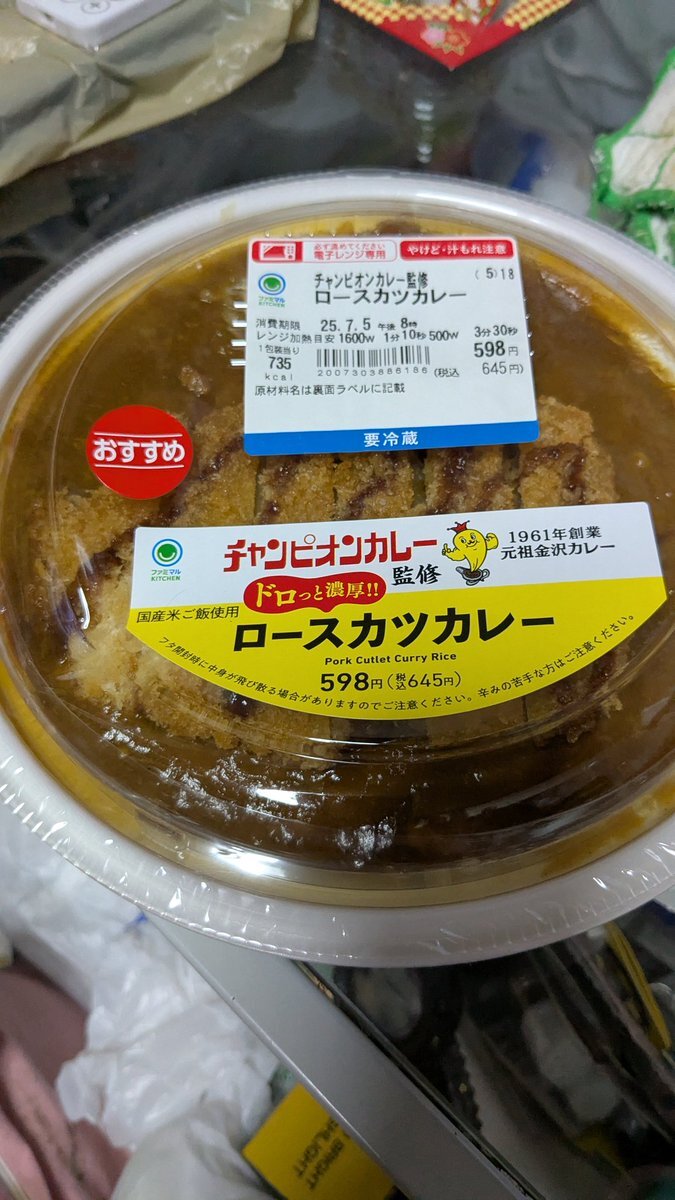 必ず温めてください
電子レンジ専用
やけど・汁もれ注意
ファミマル
KITCHEN
チャンピオンカレー監修
(5)18
ロースカツカレー
消費期限 25.7.5 午後 8時
レンジ加熱目安 1600W 1分10秒 500W 3分30秒
1包装当り
735
kcal
598円
2007303886186
(税込 645円)
原材料名は裏面ラベルに記載
要冷蔵
おすすめ
ファミマル
KITCHEN
チャンピオンカレー
監修
1961年創業
元祖金沢カレー
ドロっと濃厚!!
国産米ご飯使用
ロースカツカレー
Pork Cutlet Curry Rice
598円(税込645円)
フタ開封時に中身が飛び散る場合がありますのでご注意ください。辛みの苦手な方はご注意ください。
BRIGHT